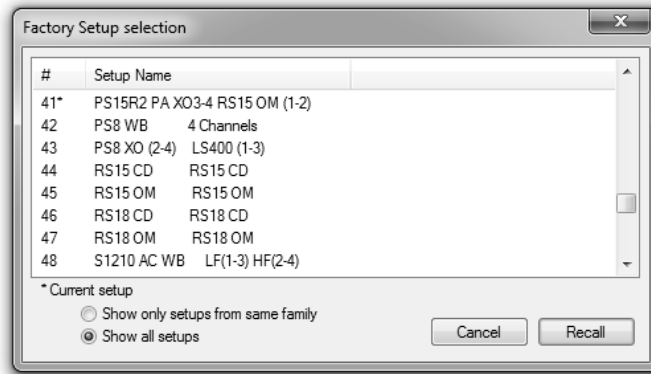 Factory Setup selection
# Setup Name
41* PS15R2 PA XO3-4 RS15 OM (1-2)
42 PS8 WB 4 Channels
43 PS8 XO (2-4) LS400 (1-3)
44 RS15 CD RS15 CD
45 RS15 OM RS15 OM
46 RS18 CD RS18 CD
47 RS18 OM RS18 OM
48 S1210 AC WB LF(1-3) HF(2-4)
* Current setup
Show only setups from same family
Show all setups
Cancel Recall